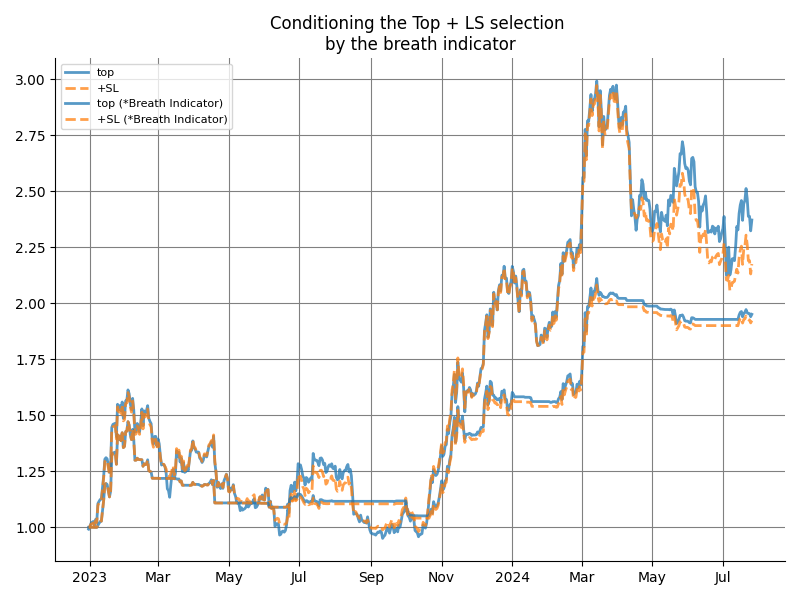 Conditioning the Top + LS selection
by the breath indicator
top
+SL
top (*Breath Indicator)
+SL (*Breath Indicator)
3.00
2.75
2.50
2.25
2.00
1.75
1.50
1.25
1.00
2023 Mar May Jul Sep Nov 2024 Mar May Jul